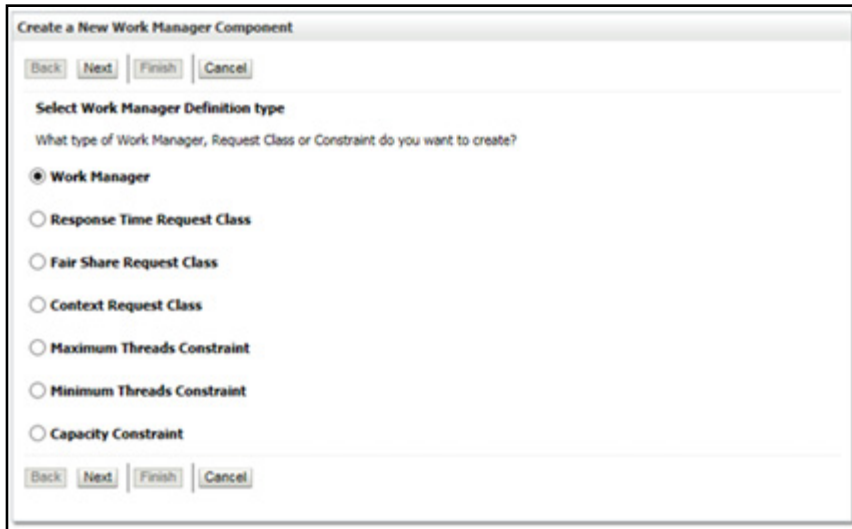 Create a New Work Manager Component
Back Next Finish Cancel
Select Work Manager Definition type
What type of Work Manager, Request Class or Constraint do you want to create?
Work Manager
Response Time Request Class
Fair Share Request Class
Context Request Class
Maximum Threads Constraint
Minimum Threads Constraint
Capacity Constraint
Back Next Finish Cancel